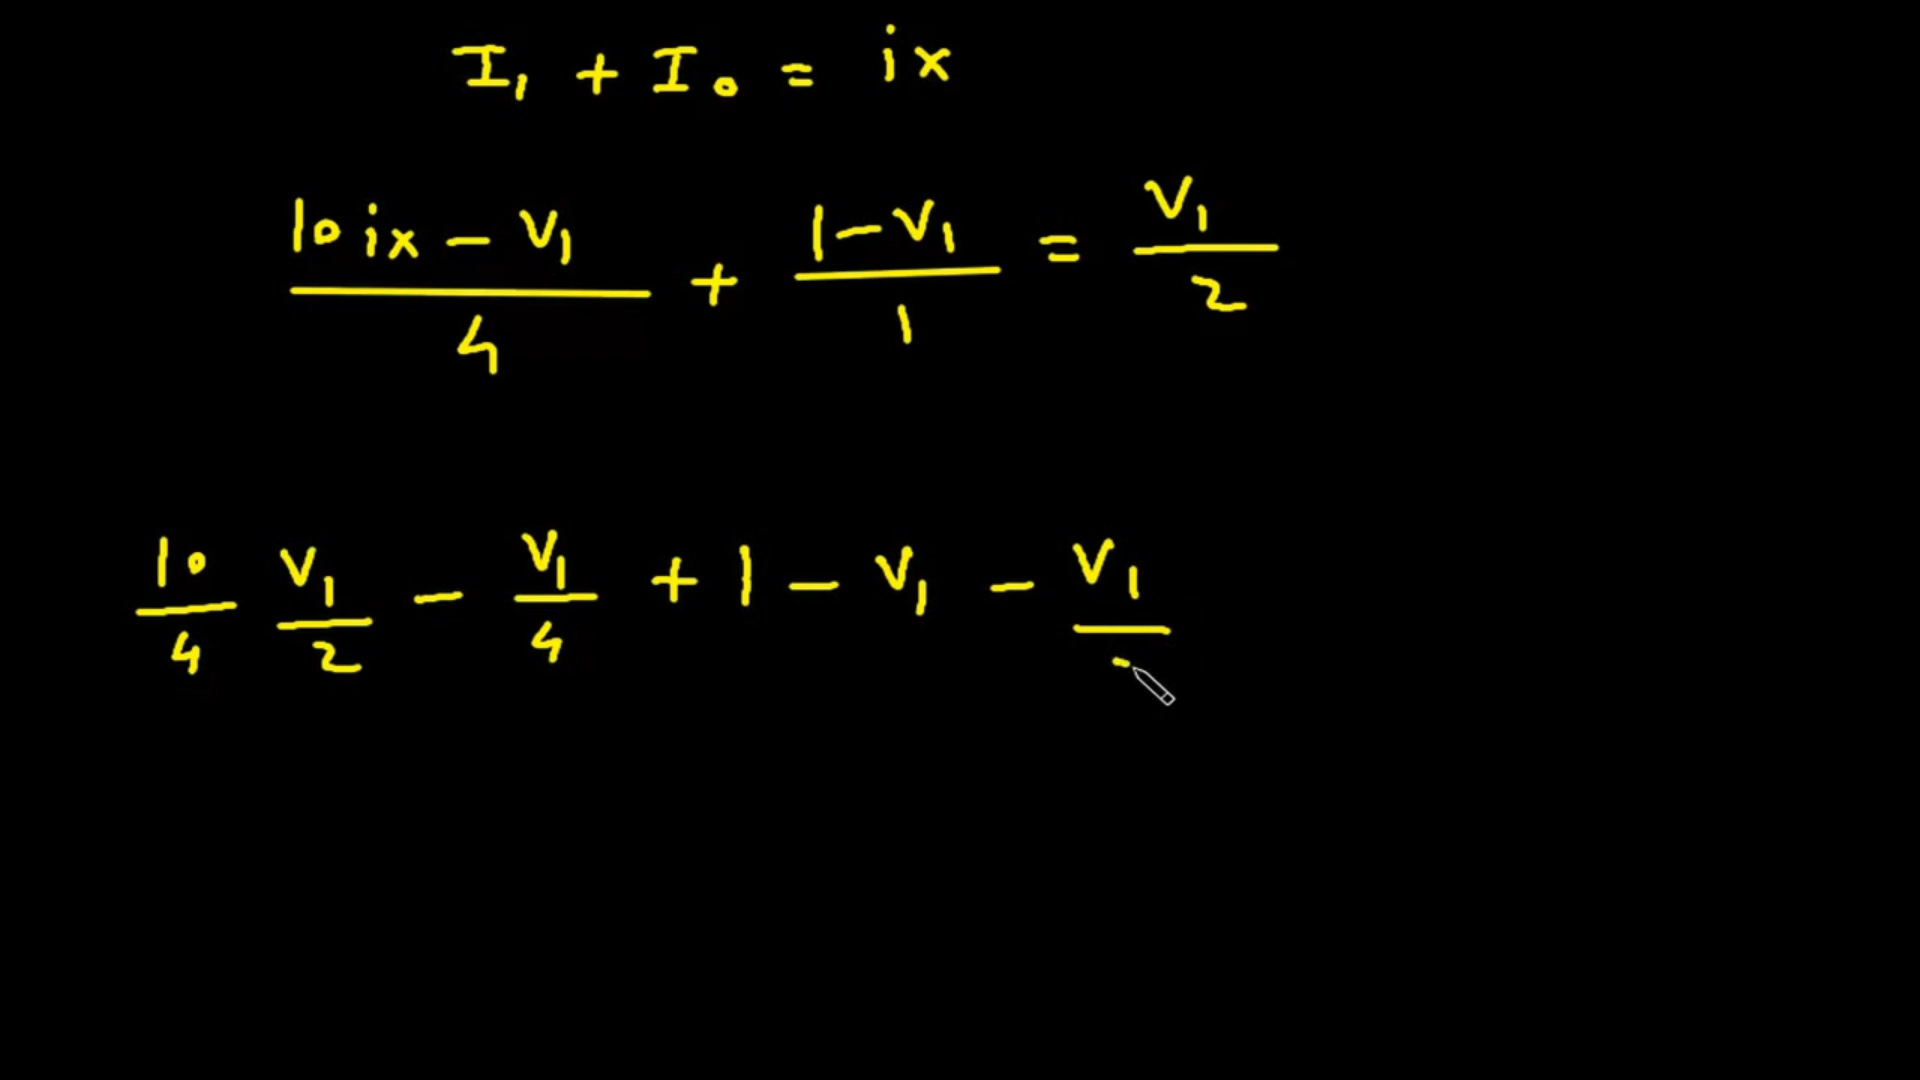 I₁ + I₀ = ix
(10ix − V₁)/4 + (1−V₁)/1 = V₁/2
10/4 V₁/2 − V₁/4 + 1 − V₁ − V₁/